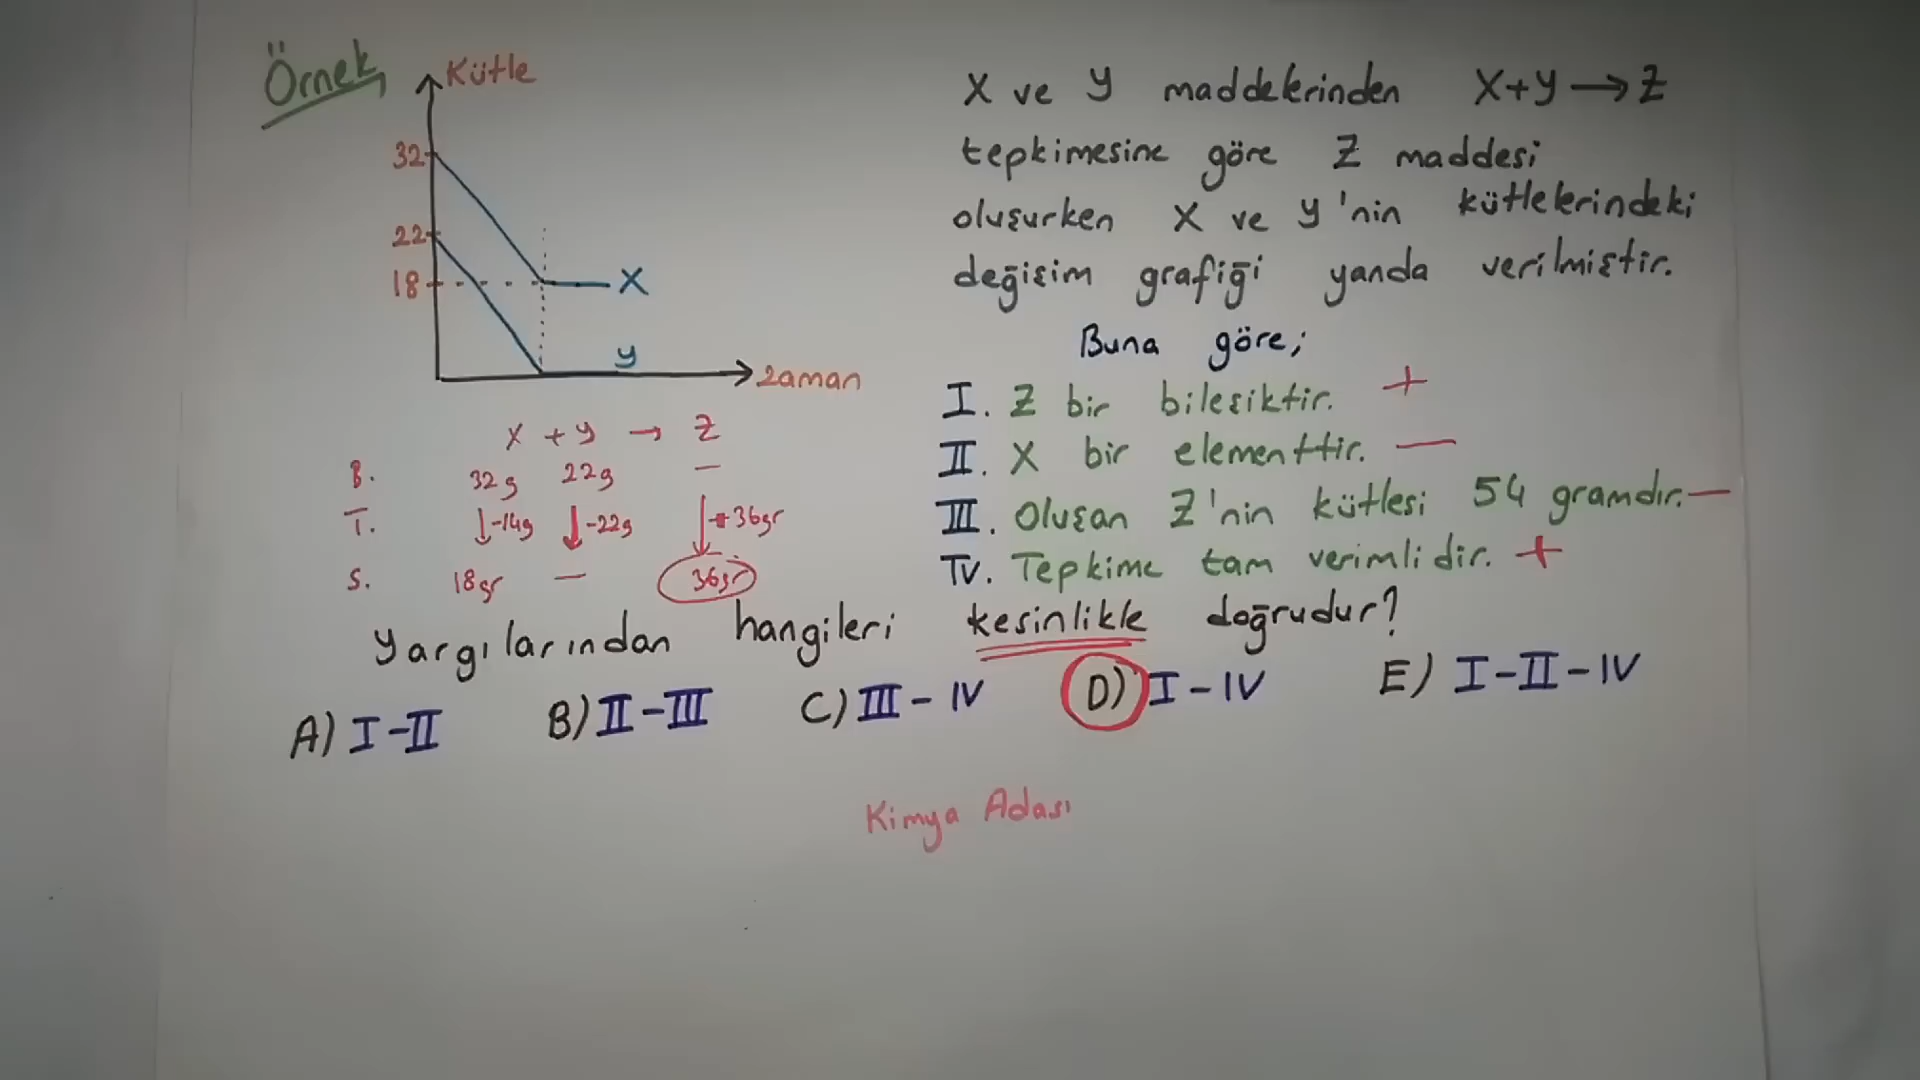 Örnek
Kütle
32
22
18
X
y
zaman
X + y → Z
B. 32g 22g —
T. ↓-14g ↓-22g ↓+36gr
S. 18gr — 36gr
X ve Y maddelerinden X+Y → Z
tepkimesine göre Z maddesi
oluşurken X ve Y'nin kütlelerindeki
değişim grafiği yanda verilmiştir.
Buna göre;
I. Z bir bileşiktir. +
II. X bir elementtir. —
III. Oluşan Z'nin kütlesi 54 gramdır. —
IV. Tepkime tam verimlidir. +
yargılarından hangileri kesinlikle doğrudur?
A) I-II B) II-III C) III-IV D) I-IV E) I-II-IV
Kimya Adası